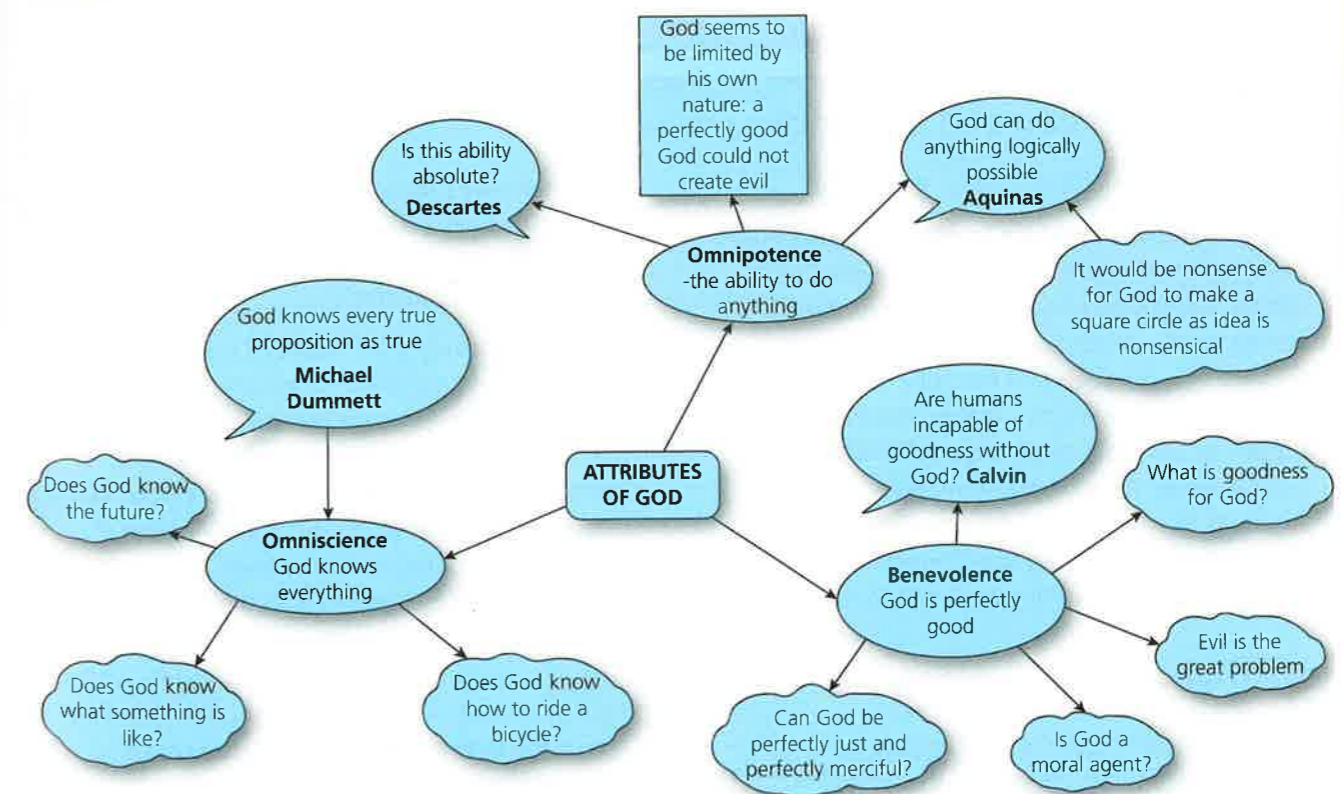 God seems to
be limited by
his own
nature: a
perfectly good
God could not
create evil
Is this ability
absolute?
Descartes
God can do
anything logically
possible
Aquinas
Omnipotence
-the ability to do
anything
It would be nonsense
for God to make a
square circle as idea is
nonsensical
God knows every true
proposition as true
Michael
Dummett
Are humans
incapable of
goodness without
God? Calvin
ATTRIBUTES
OF GOD
What is goodness
for God?
Does God know
the future?
Omniscience
God knows
everything
Benevolence
God is perfectly
good
Evil is the
great problem
Does God know
what something is
like?
Does God know
how to ride a
bicycle?
Can God be
perfectly just and
perfectly merciful?
Is God a
moral agent?